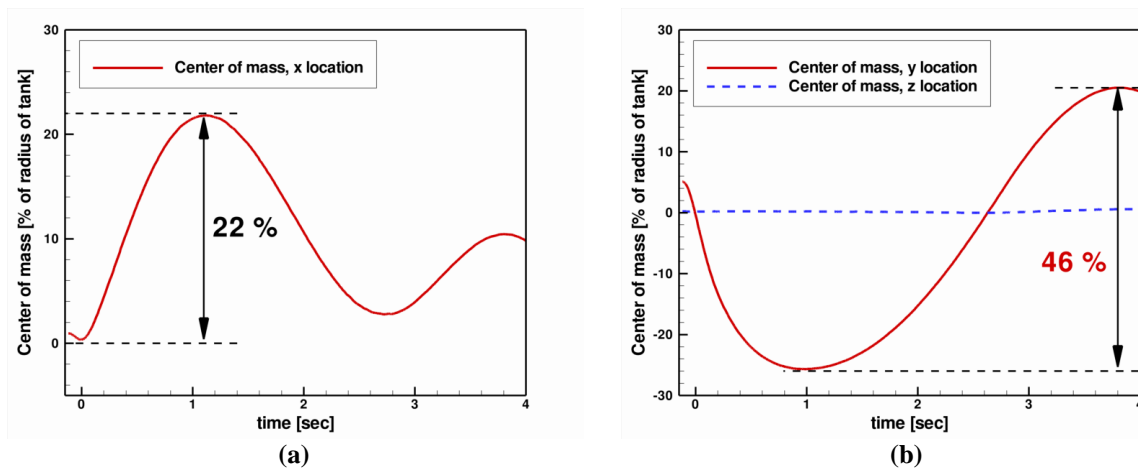 30
20
10
0
Center of mass [% of radius of tank]
Center of mass, x location
22 %
0 1 2 3 4
time [sec]
(a)
30
20
10
0
-10
-20
-30
Center of mass [% of radius of tank]
Center of mass, y location
Center of mass, z location
46 %
0 1 2 3 4
time [sec]
(b)